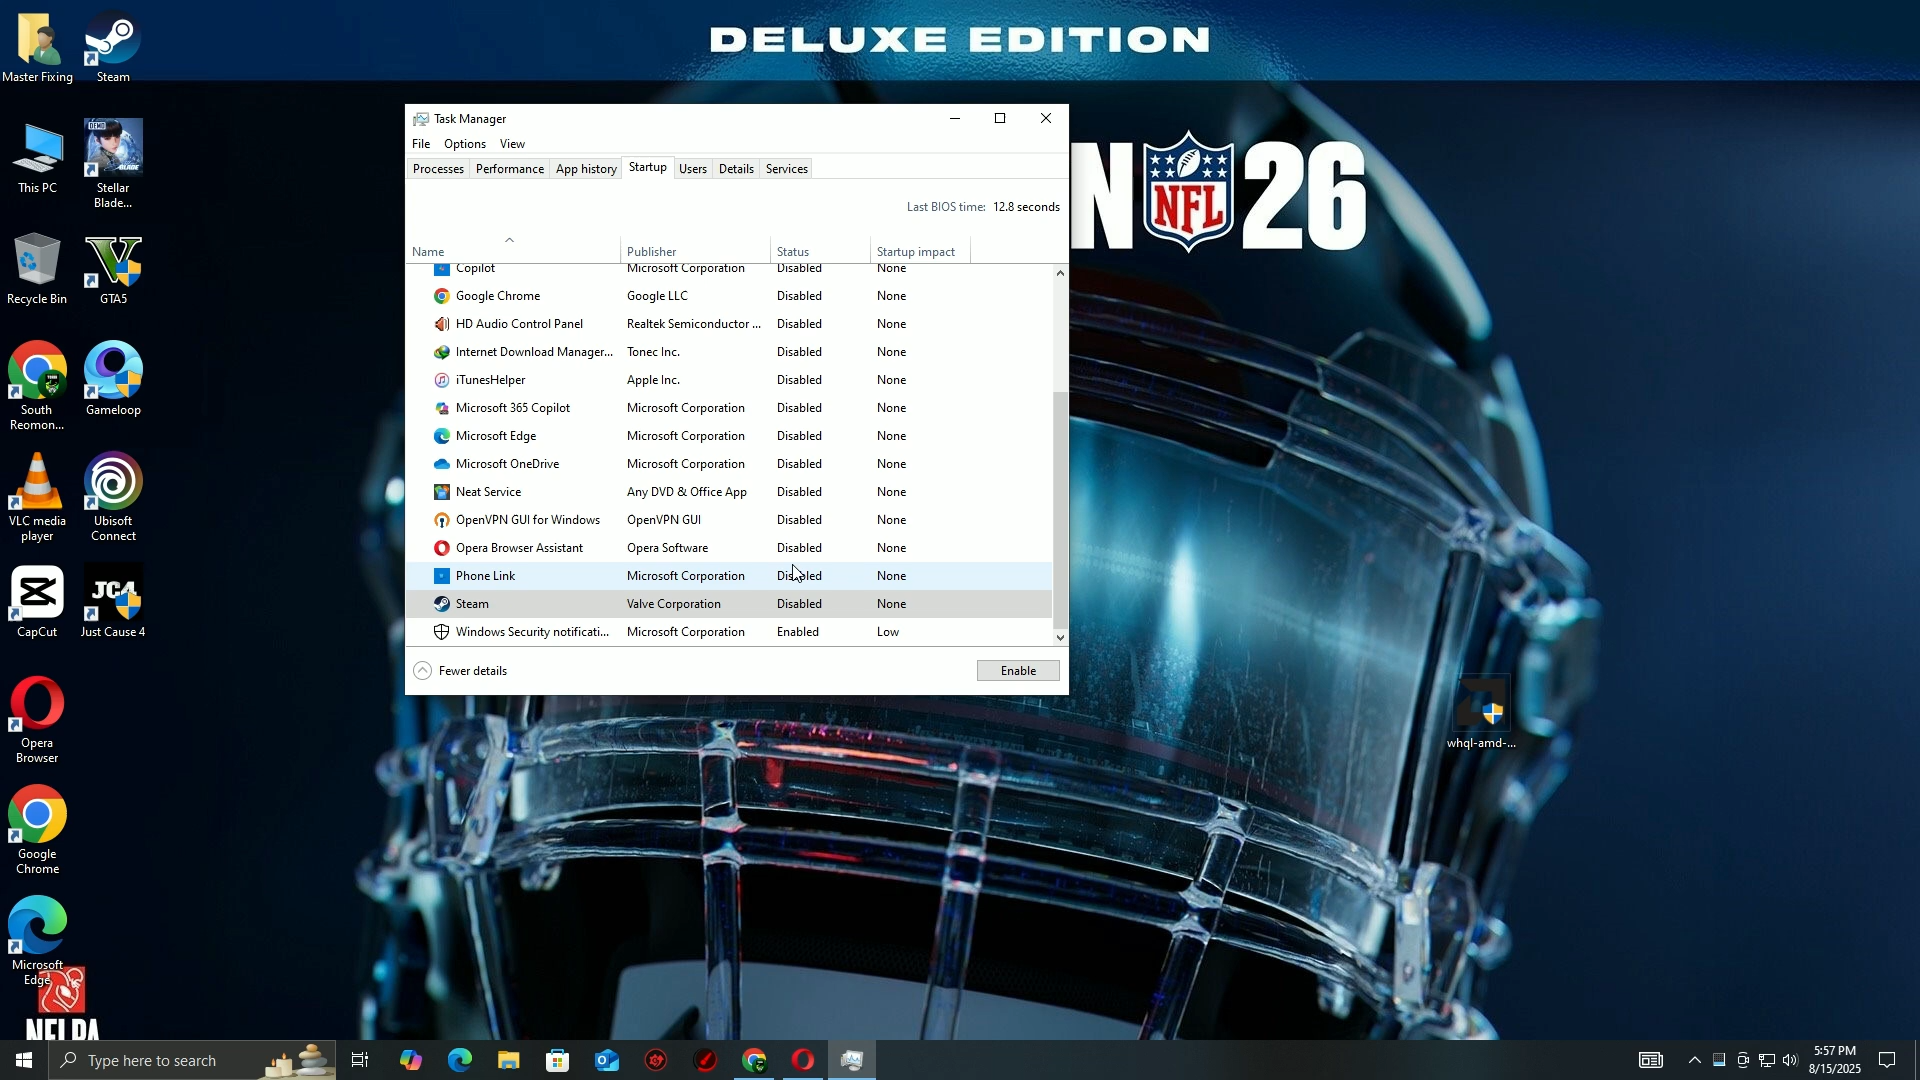 DELUXE EDITION
Master Fixing
Steam
This PC
Stellar
Blade...
DEMO
BLADE
Recycle Bin
GTA5
South
Reomon...
Gameloop
VLC media
player
Ubisoft
Connect
CapCut
JC4
Just Cause 4
Opera
Browser
Google
Chrome
Microsoft
Edge
NFLPA
N NFL 26
whql-amd-...
Task Manager
File Options View
Processes Performance App history Startup Users Details Services
Last BIOS time: 12.8 seconds
Name Publisher Status Startup impact
Copilot Microsoft Corporation Disabled None
Google Chrome Google LLC Disabled None
HD Audio Control Panel Realtek Semiconductor ... Disabled None
Internet Download Manager... Tonec Inc. Disabled None
iTunesHelper Apple Inc. Disabled None
Microsoft 365 Copilot Microsoft Corporation Disabled None
Microsoft Edge Microsoft Corporation Disabled None
Microsoft OneDrive Microsoft Corporation Disabled None
Neat Service Any DVD & Office App Disabled None
OpenVPN GUI for Windows OpenVPN GUI Disabled None
Opera Browser Assistant Opera Software Disabled None
Phone Link Microsoft Corporation Disabled None
Steam Valve Corporation Disabled None
Windows Security notificati... Microsoft Corporation Enabled Low
Fewer details Enable
Type here to search
5:57 PM
8/15/2025